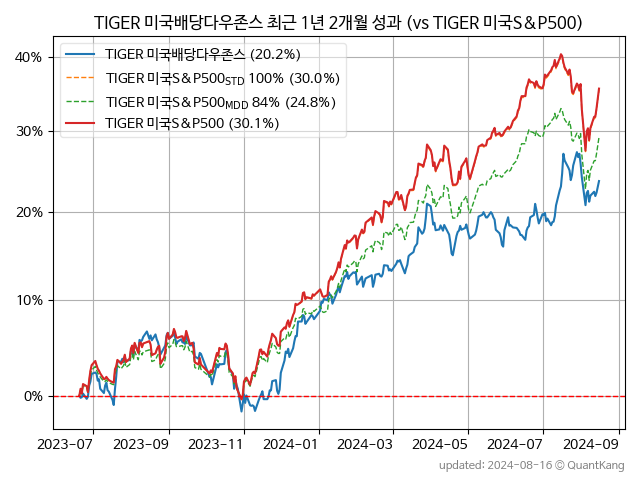 TIGER 미국배당다우존스 최근 1년 2개월 성과 (vs TIGER 미국S&P500)
TIGER 미국배당다우존스 (20.2%)
TIGER 미국S&P500STD 100% (30.0%)
TIGER 미국S&P500MDD 84% (24.8%)
TIGER 미국S&P500 (30.1%)
40%
30%
20%
10%
0%
2023-07 2023-09 2023-11 2024-01 2024-03 2024-05 2024-07 2024-09
updated: 2024-08-16 © QuantKang